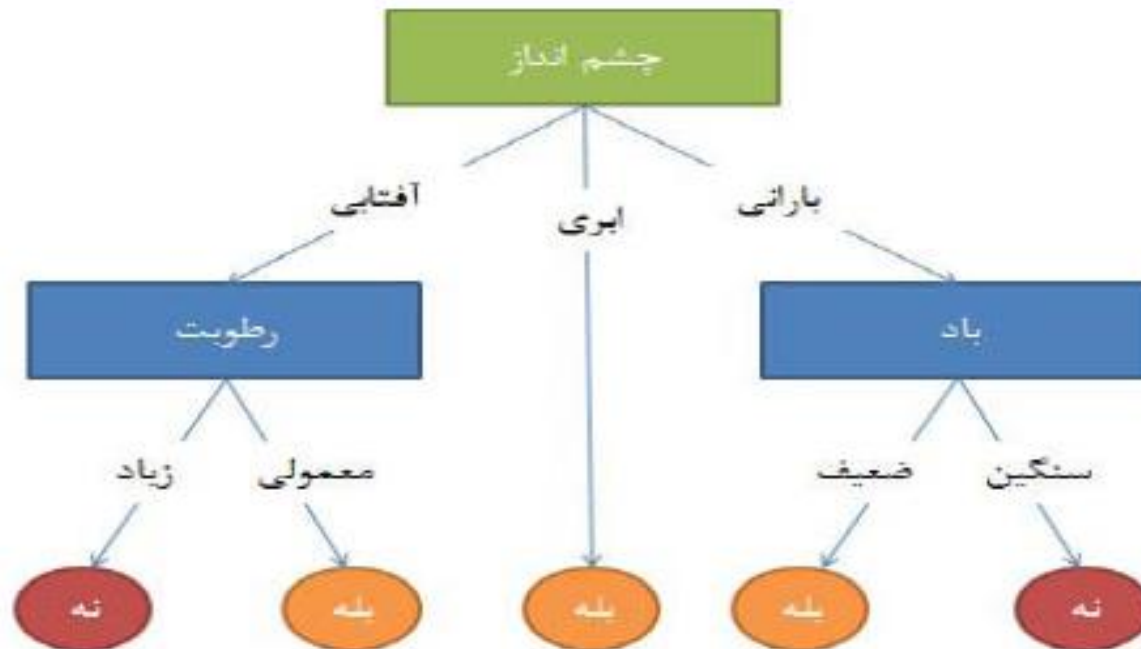 چشم انداز
بارانی
ابری
آفتابی
باد
رطوبت
سنگین
ضعیف
معمولی
زیاد
نه
بله
بله
بله
نه